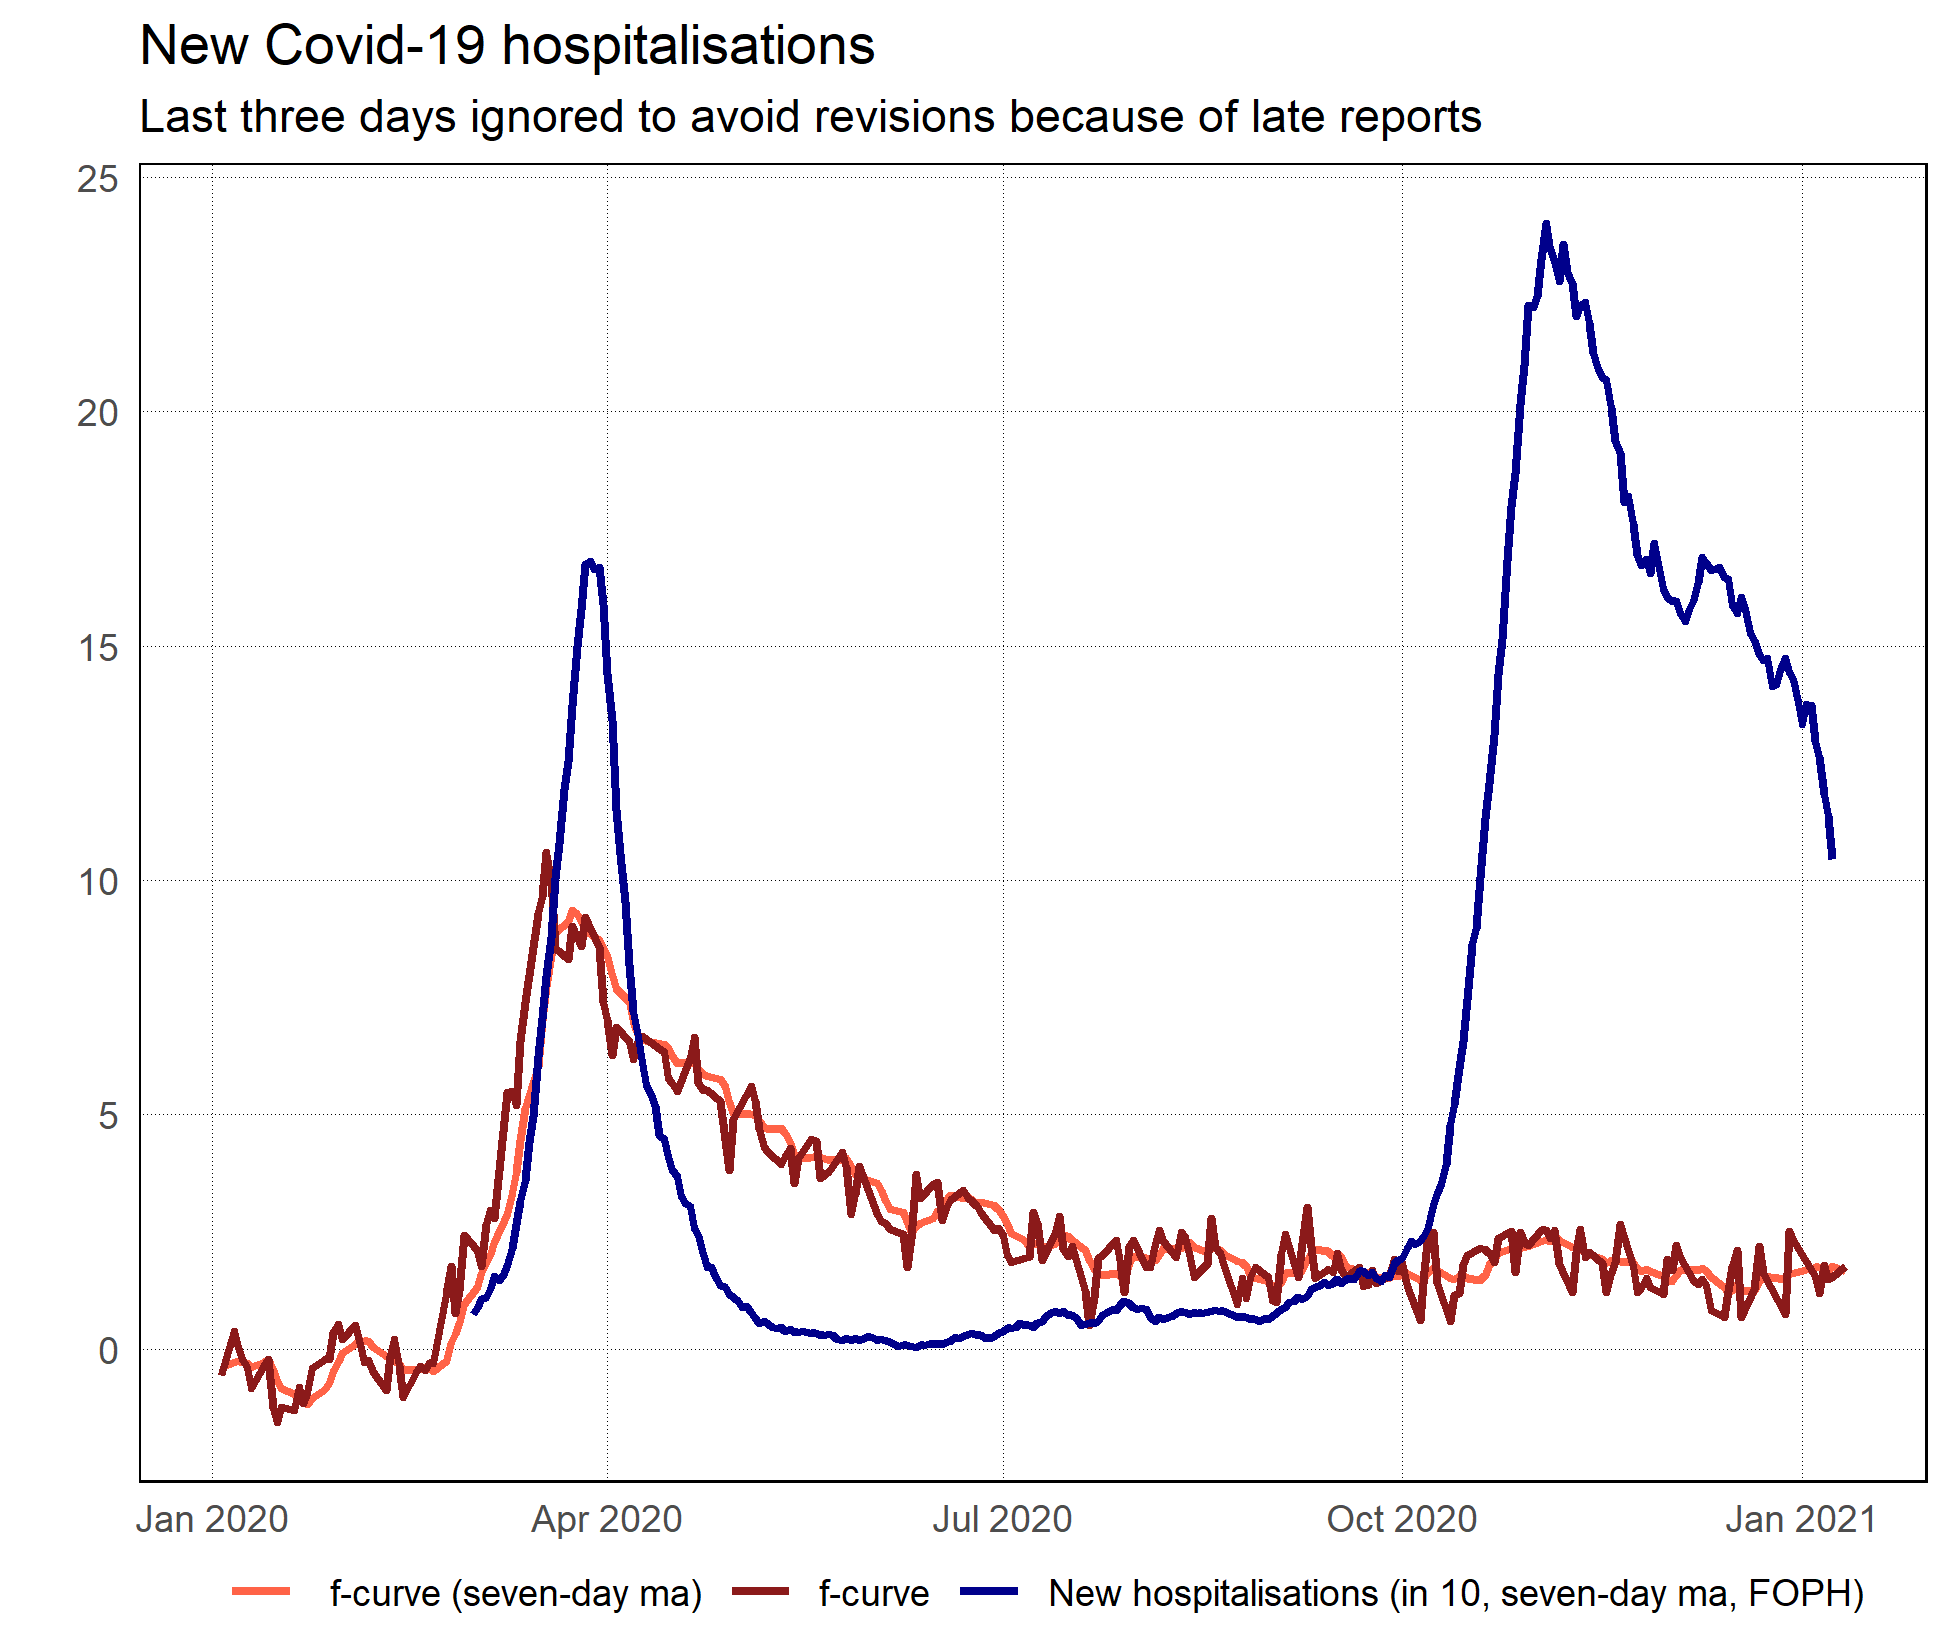 New Covid-19 hospitalisations
Last three days ignored to avoid revisions because of late reports
25
20
15
10
5
0
Jan 2020 Apr 2020 Jul 2020 Oct 2020 Jan 2021
f-curve (seven-day ma) f-curve New hospitalisations (in 10, seven-day ma, FOPH)